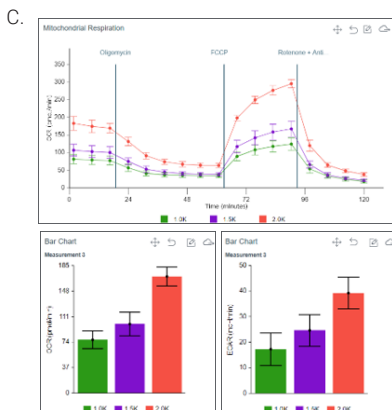 C.
Mitochondrial Respiration
Oligomycin FCCP Rotenone + Anti.
350
300
250
200
150
100
50
0
0 24 48 72 96 120
Time (minutes)
1.0K 1.5K 2.0K
Bar Chart
Measurement 3
185
148
111
74
37
0
1.0K 1.5K 2.0K
Bar Chart
Measurement 3
50
40
30
20
10
0
1.0K 1.5K 2.0K